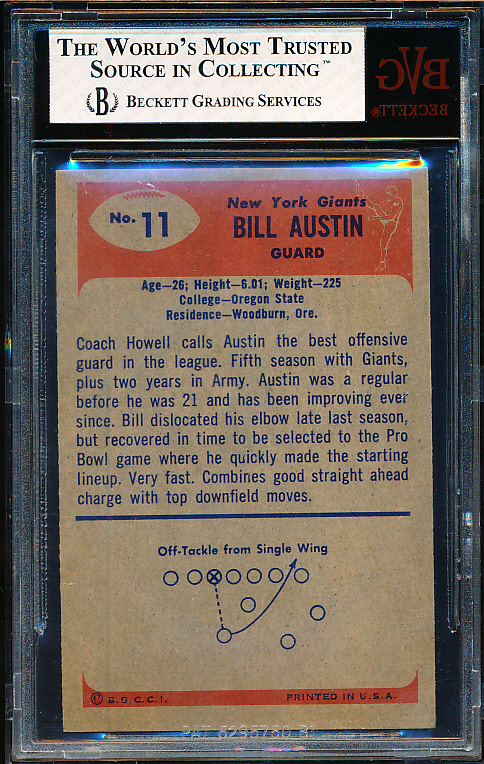 THE WORLD'S MOST TRUSTED
SOURCE IN COLLECTING™
B BECKETT GRADING SERVICES
BVG
BECKETT®
No. 11
New York Giants
BILL AUSTIN
GUARD
Age—26; Height—6.01; Weight—225
College—Oregon State
Residence—Woodburn, Ore.
Coach Howell calls Austin the best offensive
guard in the league. Fifth season with Giants,
plus two years in Army. Austin was a regular
before he was 21 and has been improving ever
since. Bill dislocated his elbow late last season,
but recovered in time to be selected to the Pro
Bowl game where he quickly made the starting
lineup. Very fast. Combines good straight ahead
charge with top downfield moves.
Off-Tackle from Single Wing
© B.G.C.C.I.
PRINTED IN U.S.A.
PAT 6295750 B1